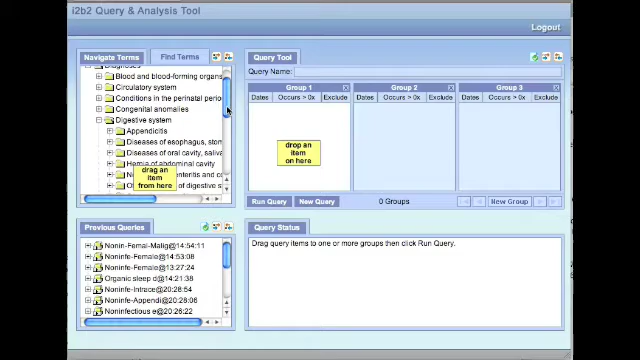 i2b2 Query & Analysis Tool
Logout
Navigate Terms
Find Terms
Blood and blood-forming organs
Circulatory system
Conditions in the perinatal perio
Congenital anomalies
Digestive system
Appendicitis
Diseases of esophagus, stom
Diseases of oral cavity, saliva
Hernia of abdominal cavity
drag an
item
from here
Query Tool
Query Name:
Group 1
Group 2
Group 3
Dates Occurs > 0x Exclude
Dates Occurs > 0x Exclude
Dates Occurs > 0x Exclude
drop an
item
on here
Run Query
New Query
0 Groups
New Group
Previous Queries
Nonin-Femal-Malig@14:54:11
Noninfe-Female@14:53:08
Noninfe-Female@13:27:24
Organic sleep d@14:21:38
Noninfe-Intrace@20:28:54
Noninfe-Appendi@20:28:06
Noninfectious e@20:26:22
Query Status
Drag query items to one or more groups then click Run Query.